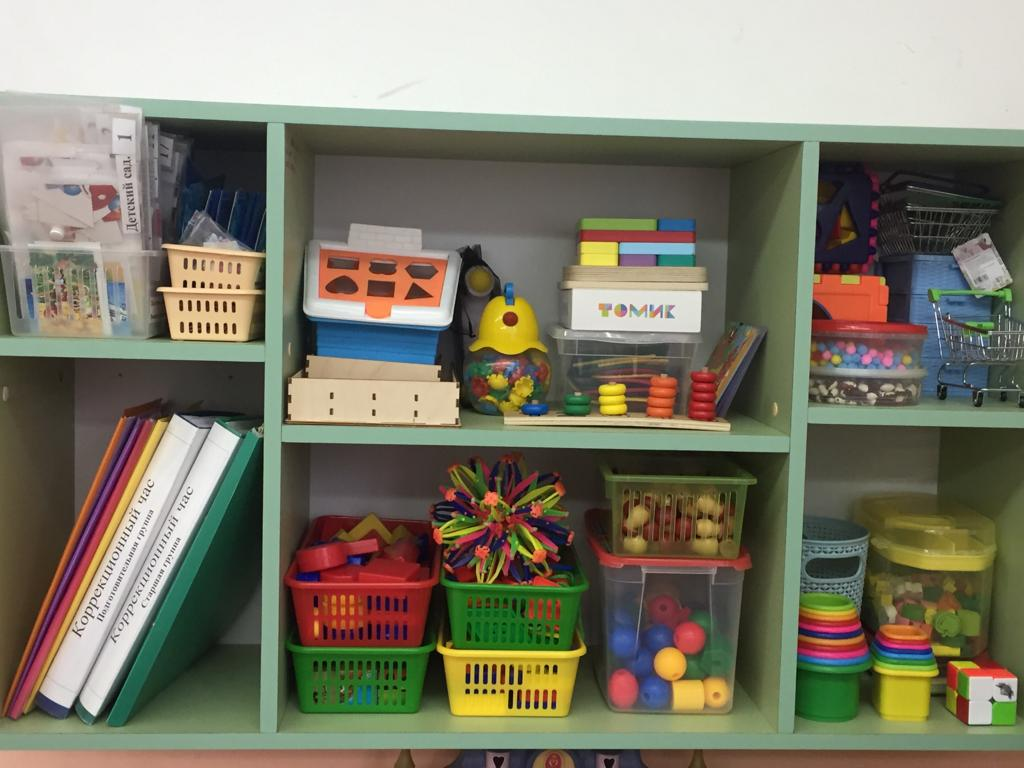 Детский сад. 1
ТОМИК
Коррекционный час
Подготовительная группа
Коррекционный час
Старшая группа